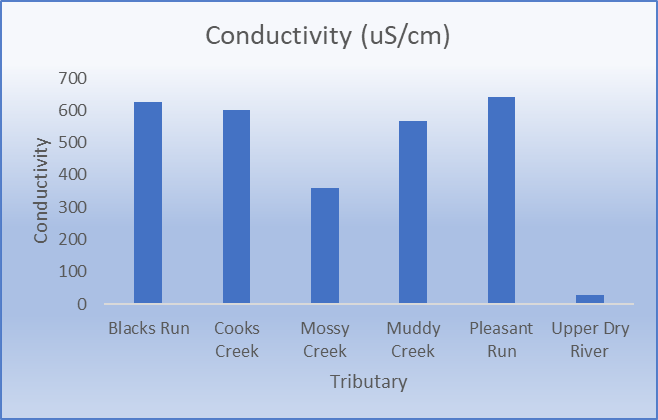 Conductivity (uS/cm)
Conductivity
700
600
500
400
300
200
100
0
Blacks Run
Cooks
Creek
Mossy
Creek
Muddy
Creek
Pleasant
Run
Upper Dry
River
Tributary